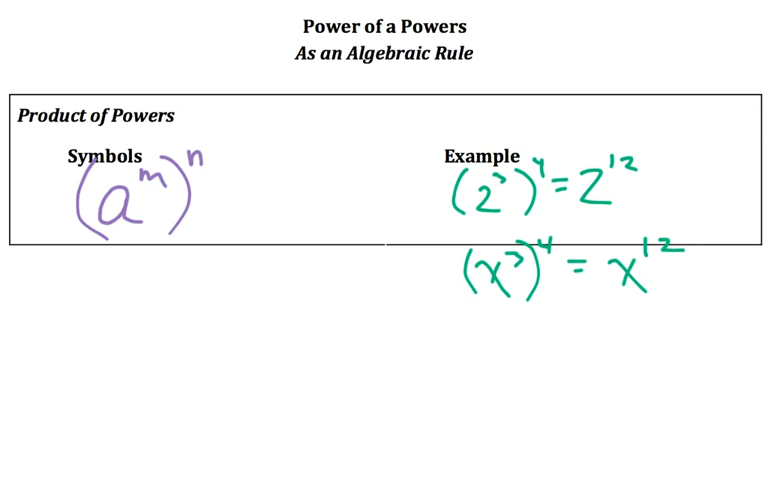 Power of a Powers
As an Algebraic Rule
Product of Powers
Symbols
(a^m)^n
Example
(2^3)^4 = 2^12
(x^3)^4 = x^12